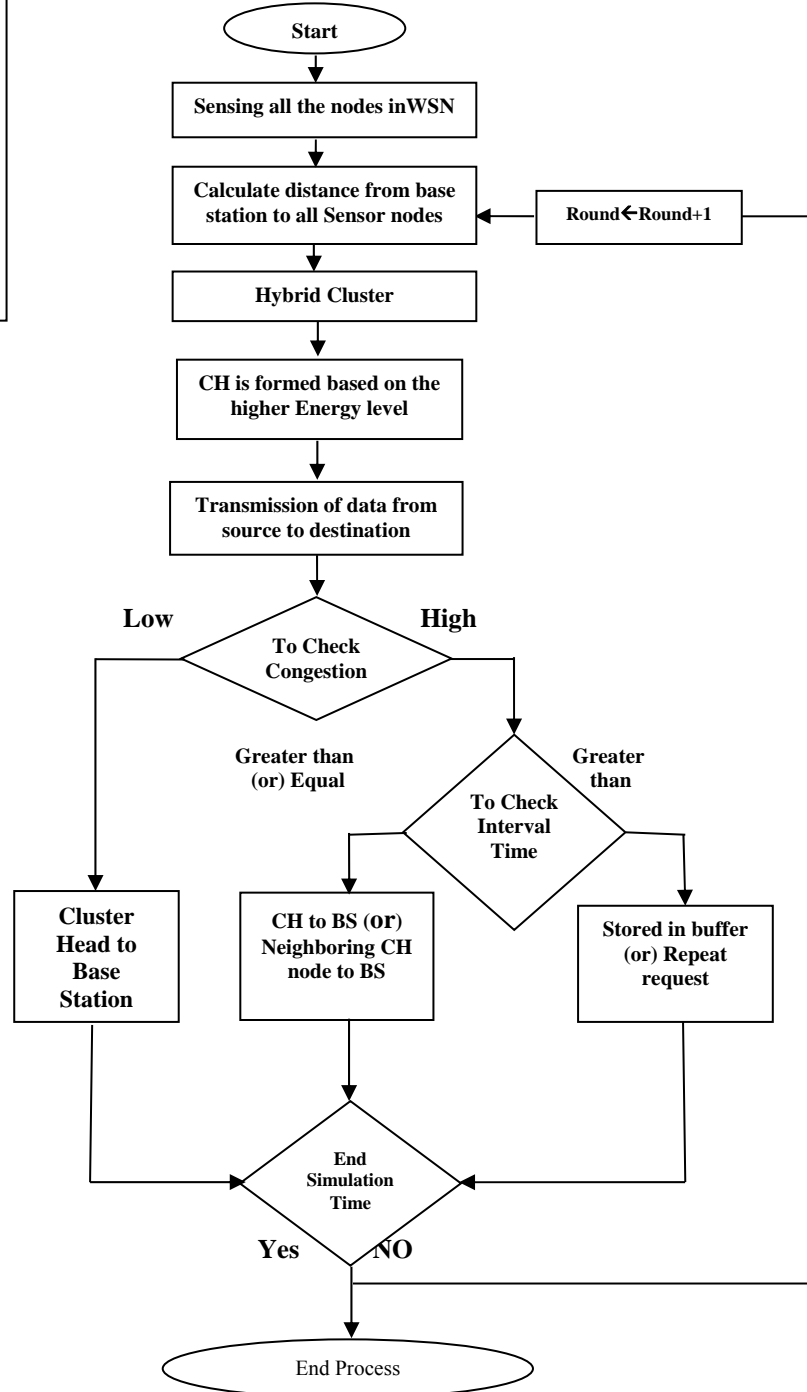 Start
Sensing all the nodes inWSN
Calculate distance from base
station to all Sensor nodes
Round←Round+1
Hybrid Cluster
CH is formed based on the
higher Energy level
Transmission of data from
source to destination
Low
High
To Check
Congestion
Greater than
(or) Equal
Greater
than
To Check
Interval
Time
Cluster
Head to
Base
Station
CH to BS (or)
Neighboring CH
node to BS
Stored in buffer
(or) Repeat
request
End
Simulation
Time
Yes
NO
End Process